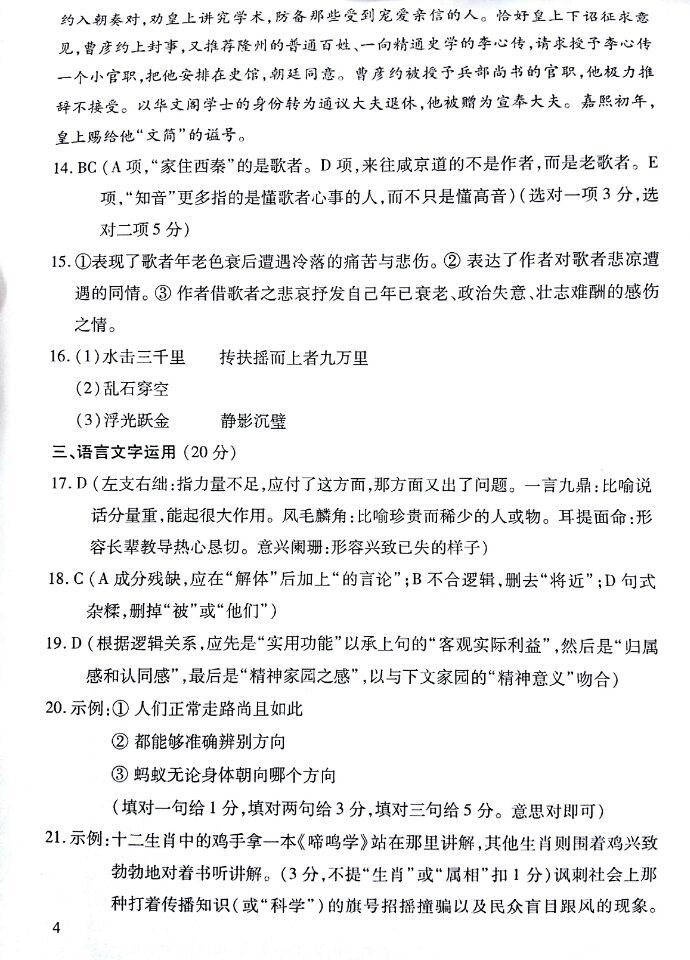 约入朝奏对，劝皇上讲究学术，防备那些受到宠爱亲信的人。恰好皇上下诏征求意
见，曹彦约上封事，又推荐隆州的普通百姓、一向精通史学的李心传，请求授予李心传
一个小官职，把他安排在史馆，朝廷同意。曹彦约被授予兵部尚书的官职，他极力推
辞不接受。以华文阁学士的身份转为通议大夫退休，他被赠为宣奉大夫。嘉熙初年，
皇上赐给他“文简”的谥号。
14. BC（A 项，“家住西秦”的是歌者。D 项，来往咸京道的不是作者，而是老歌者。E
项，“知音”更多指的是懂歌者心事的人，而不只是懂高音）（选对一项 3 分，选
对二项 5 分）
15. ①表现了歌者年老色衰后遭遇冷落的痛苦与悲伤。② 表达了作者对歌者悲凉遭
遇的同情。③ 作者借歌者之悲哀抒发自己年已衰老、政治失意、壮志难酬的感伤
之情。
16. (1)水击三千里 抟扶摇而上者九万里
(2)乱石穿空
(3)浮光跃金 静影沉璧
三、语言文字运用（20 分）
17. D（左支右绌：指力量不足，应付了这方面，那方面又出了问题。一言九鼎：比喻说
话分量重，能起很大作用。风毛麟角：比喻珍贵而稀少的人或物。耳提面命：形
容长辈教导热心恳切。意兴阑珊：形容兴致已失的样子）
18. C（A 成分残缺，应在“解体”后加上“的言论”；B 不合逻辑，删去“将近”；D 句式
杂糅，删掉“被”或“他们”）
19. D（根据逻辑关系，应先是“实用功能”以承上句的“客观实际利益”，然后是“归属
感和认同感”，最后是“精神家园之感”，以与下文家园的“精神意义”吻合）
20. 示例：① 人们正常走路尚且如此
② 都能够准确辨别方向
③ 蚂蚁无论身体朝向哪个方向
（填对一句给 1 分，填对两句给 3 分，填对三句给 5 分。意思对即可）
21. 示例：十二生肖中的鸡手拿一本《啼鸣学》站在那里讲解，其他生肖则围着鸡兴致
勃勃地对着书听讲解。（3 分，不提“生肖”或“属相”扣 1 分）讽刺社会上那
种打着传播知识（或“科学”）的旗号招摇撞骗以及民众盲目跟风的现象。
4